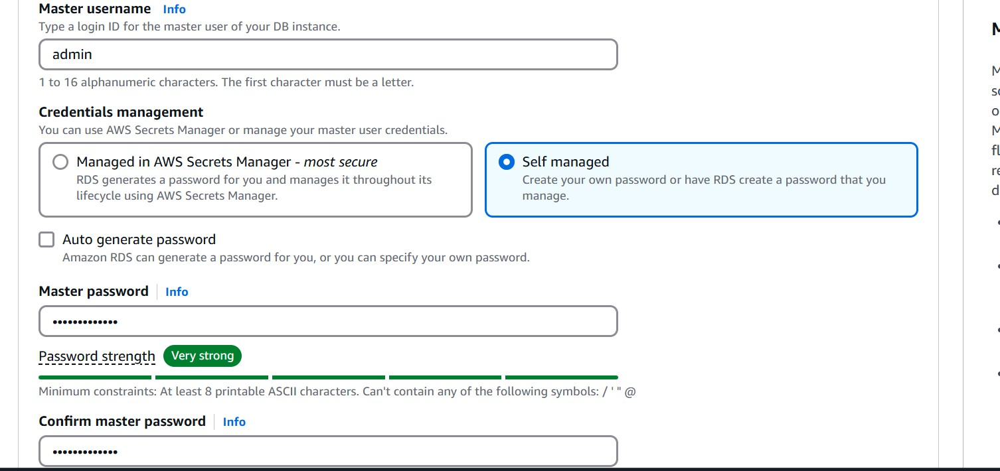 Master username Info
Type a login ID for the master user of your DB instance.
admin
1 to 16 alphanumeric characters. The first character must be a letter.
Credentials management
You can use AWS Secrets Manager or manage your master user credentials.
Managed in AWS Secrets Manager - most secure
RDS generates a password for you and manages it throughout its
lifecycle using AWS Secrets Manager.
Self managed
Create your own password or have RDS create a password that you
manage.
Auto generate password
Amazon RDS can generate a password for you, or you can specify your own password.
Master password Info
•••••••••••••
Password strength Very strong
Minimum constraints: At least 8 printable ASCII characters. Can't contain any of the following symbols: / ' " @
Confirm master password Info
•••••••••••••